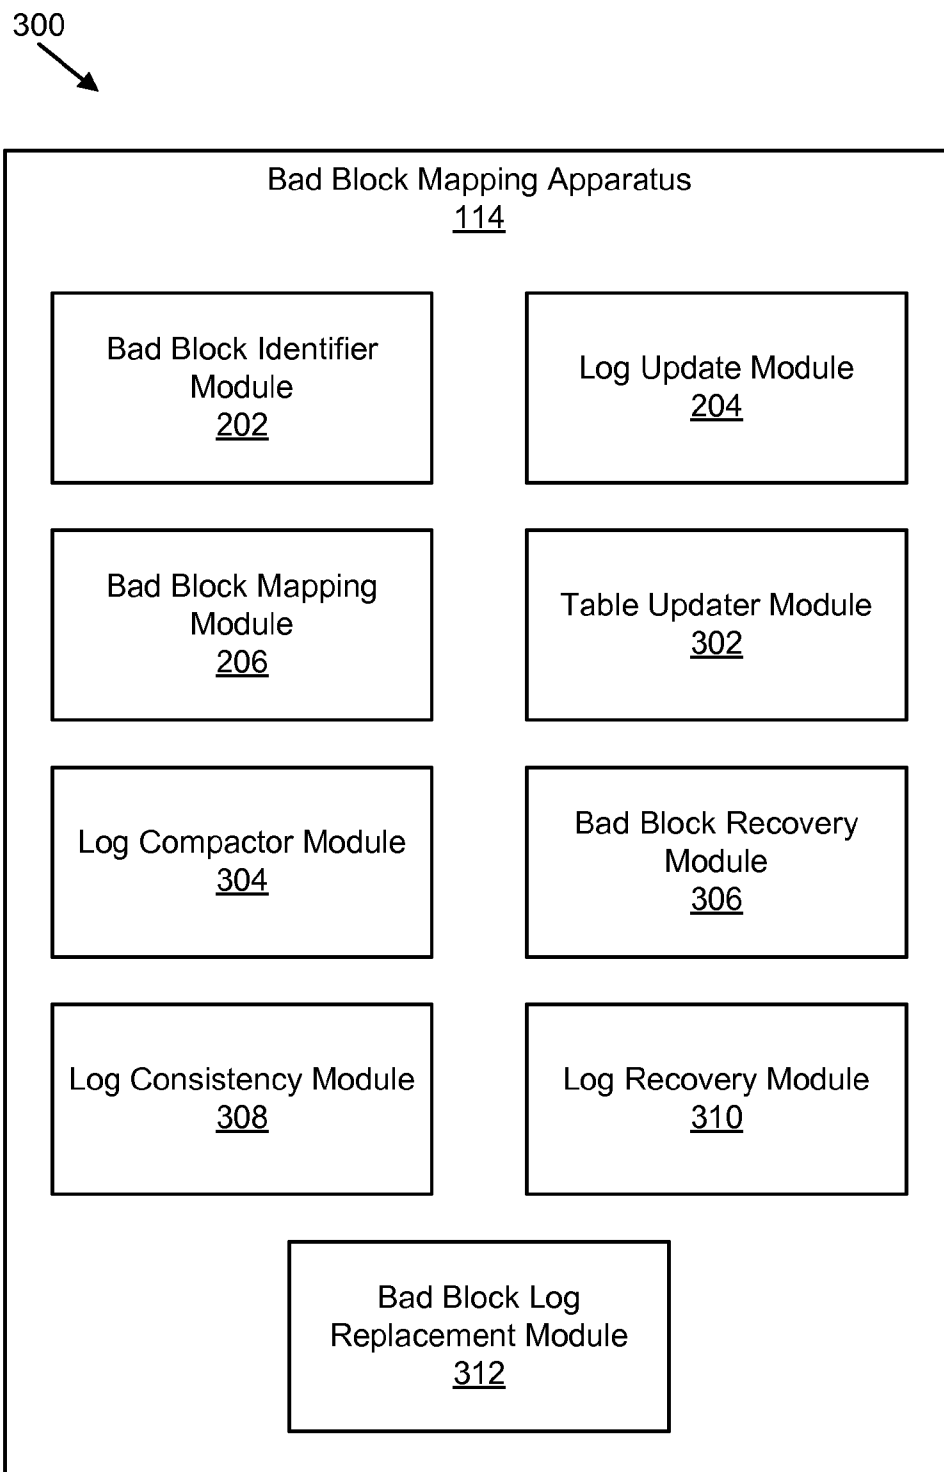 300
Bad Block Mapping Apparatus
114
Bad Block Identifier
Module
202
Log Update Module
204
Bad Block Mapping
Module
206
Table Updater Module
302
Log Compactor Module
304
Bad Block Recovery
Module
306
Log Consistency Module
308
Log Recovery Module
310
Bad Block Log
Replacement Module
312